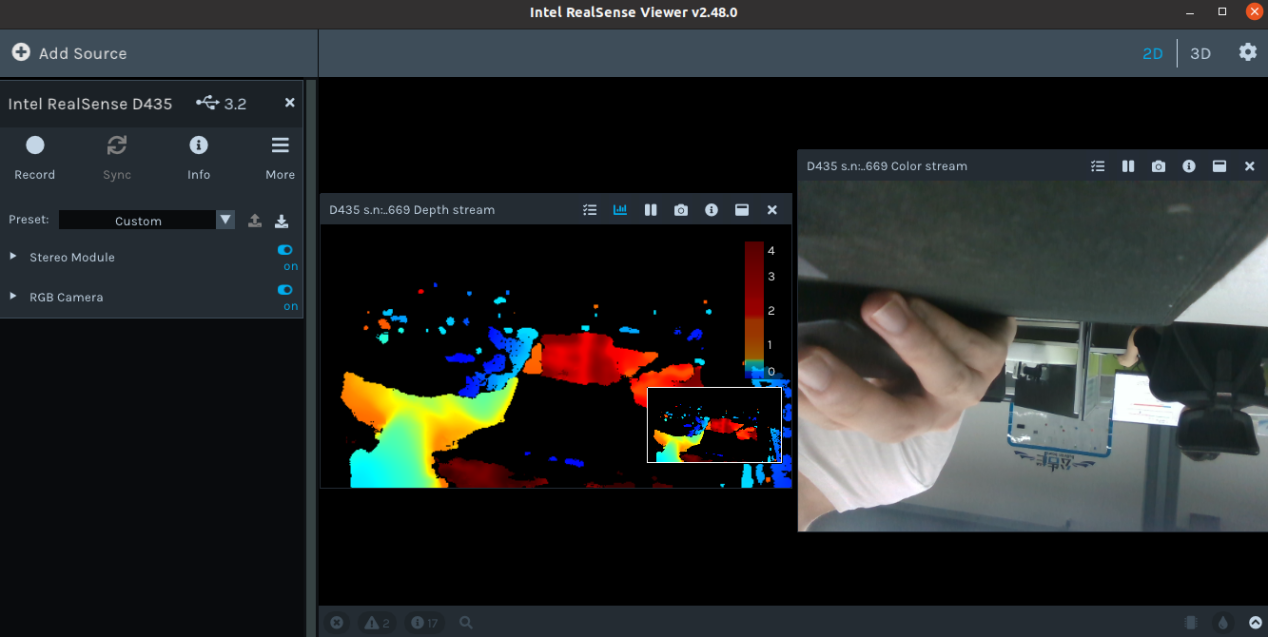 Intel RealSense Viewer v2.48.0
Add Source
2D
3D
Intel RealSense D435
3.2
Record
Sync
Info
More
Preset:
Custom
Stereo Module
on
RGB Camera
on
D435 s.n:..669 Depth stream
4
3
2
1
0
D435 s.n:..669 Color stream
2
17